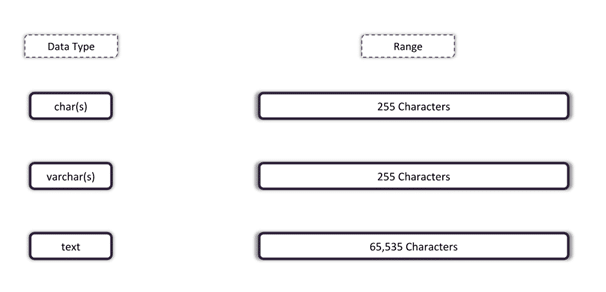 Data Type
Range
char(s)
255 Characters
varchar(s)
255 Characters
text
65,535 Characters